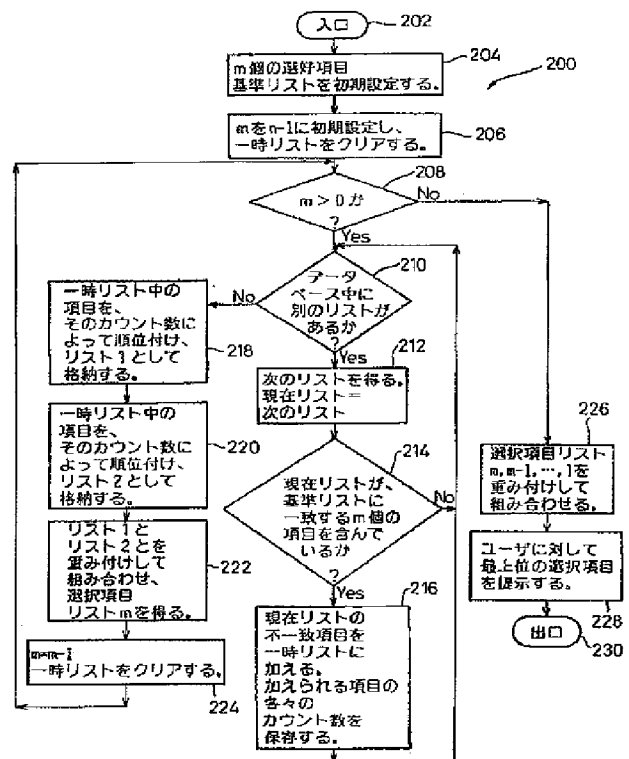 入口
202
204
200
m個の選好項目
基準リストを初期設定する。
mをn-1に初期設定し、
一時リストをクリアする。
206
208
m>0か
?
No
Yes
210
データ
ベース中に
別のリストが
あるか
?
No
Yes
一時リスト中の
項目を、
そのカウント数に
よって順位付け、
リスト1として
格納する。
218
212
次のリストを得る。
現在リスト=
次のリスト
一時リスト中の
項目を、
そのカウント数に
よって順位付け、
リスト2として
格納する。
220
214
現在リストが、
基準リストに
一致するm個の
項目を含んで
いるか
?
No
Yes
226
選択項目リスト
m,m-1,…,1を
重み付けして
組み合わせる。
リスト1と
リスト2とを
重み付けして
組み合わせ、
選択項目
リストmを得る。
222
216
現在リストの
不一致項目を
一時リストに
加える。
加えられる項目の
各々の
カウント数を
保存する。
ユーザに対して
最上位の選択項目
を提示する。
228
m=m-1
一時リストをクリアする。
224
出口
230